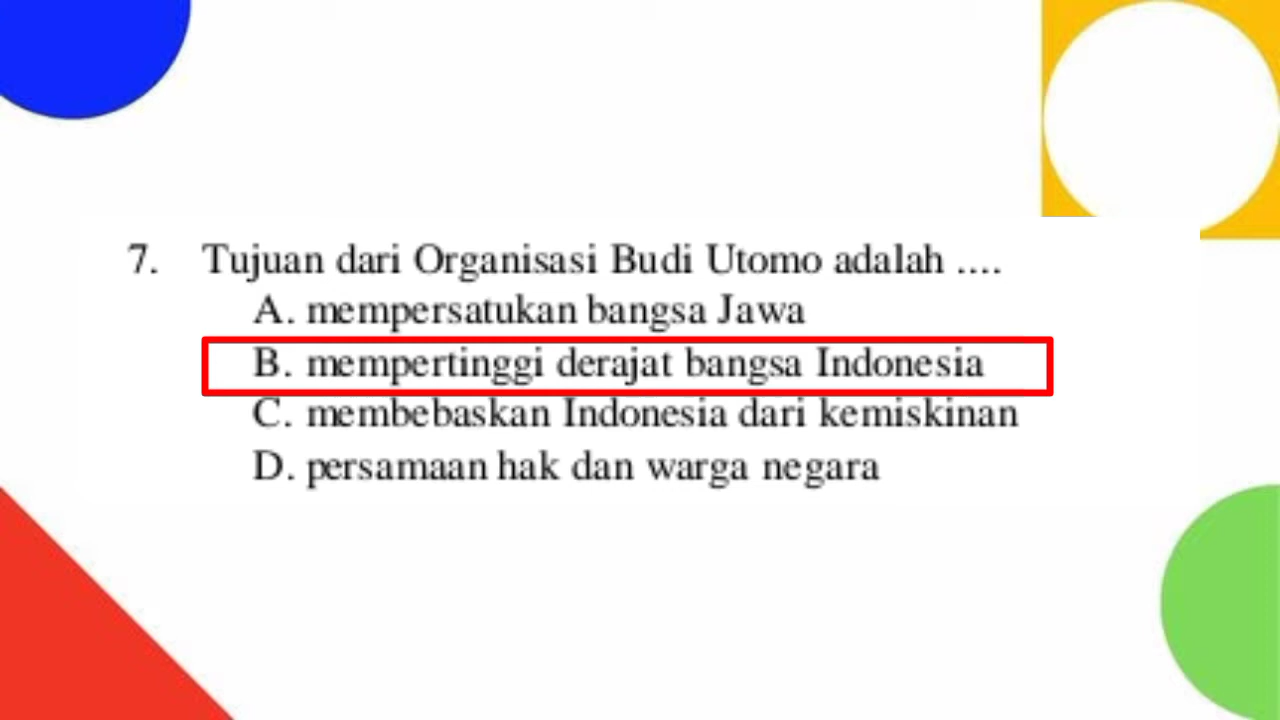 7. Tujuan dari Organisasi Budi Utomo adalah ....
A. mempersatukan bangsa Jawa
B. mempertinggi derajat bangsa Indonesia
C. membebaskan Indonesia dari kemiskinan
D. persamaan hak dan warga negara